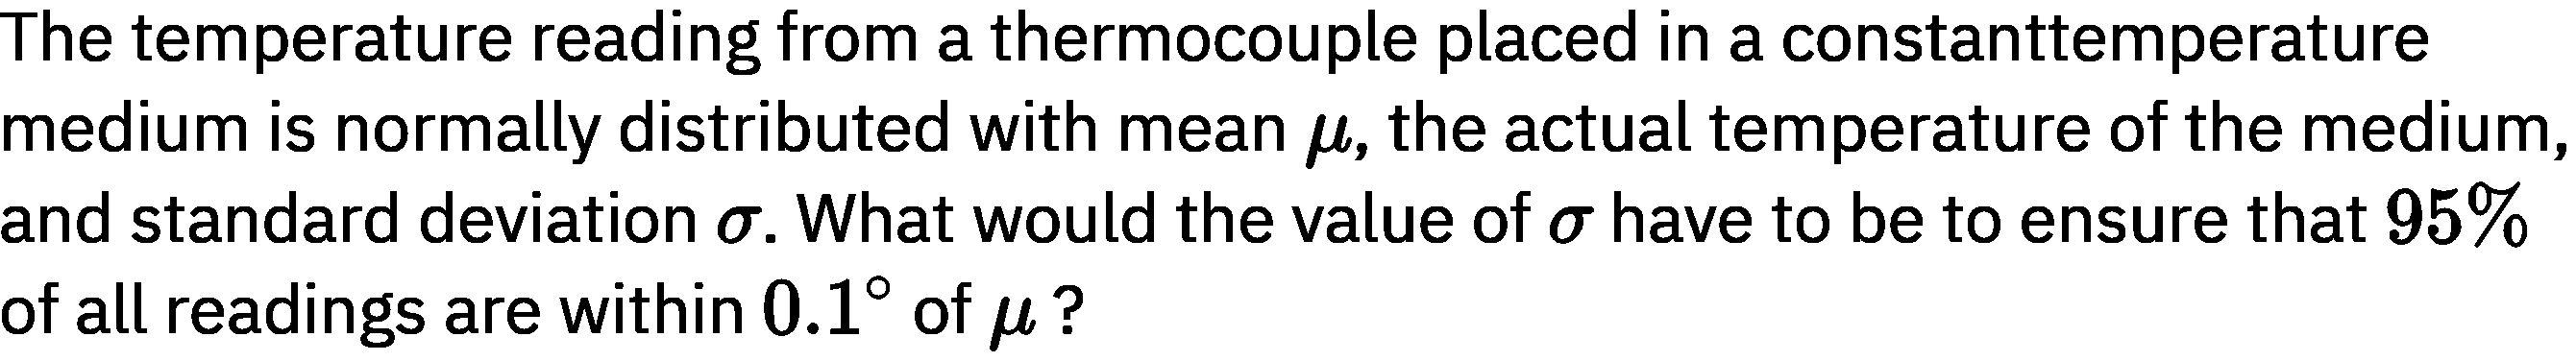 The temperature reading from a thermocouple placed in a constanttemperature
medium is normally distributed with mean μ, the actual temperature of the medium,
and standard deviation σ. What would the value of σ have to be to ensure that 95%
of all readings are within 0.1° of μ ?